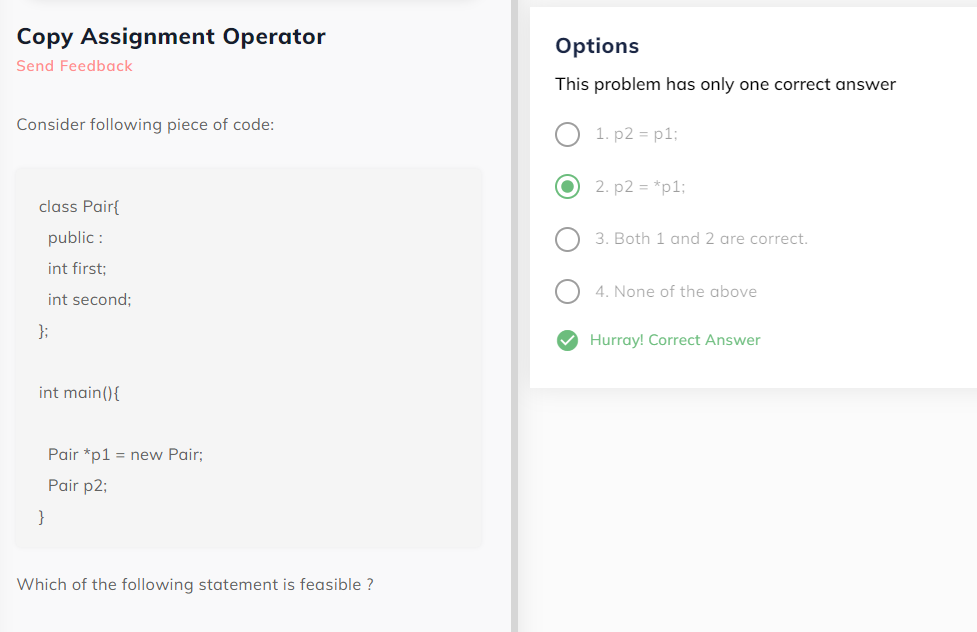 Copy Assignment Operator
Send Feedback
Consider following piece of code:
class Pair{
public :
int first;
int second;
};
int main(){
Pair *p1 = new Pair;
Pair p2;
}
Which of the following statement is feasible ?
Options
This problem has only one correct answer
1. p2 = p1;
2. p2 = *p1;
3. Both 1 and 2 are correct.
4. None of the above
Hurray! Correct Answer